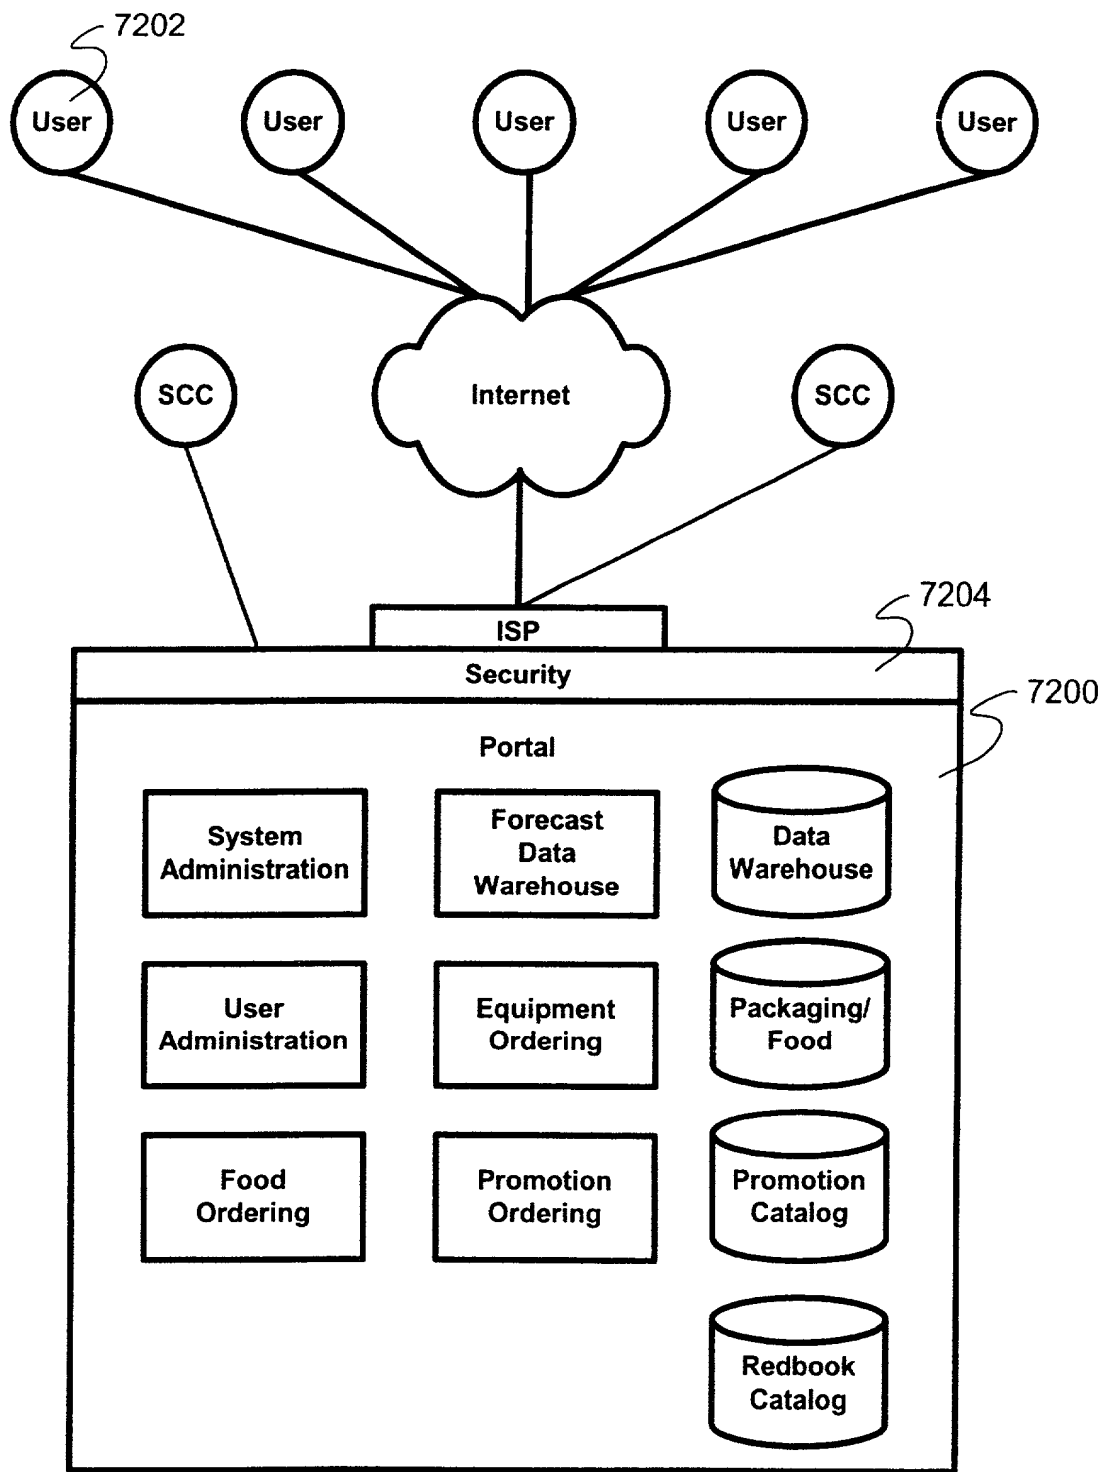 7202
User
User
User
User
User
SCC
Internet
SCC
ISP
7204
Security
7200
Portal
System
Administration
Forecast
Data
Warehouse
Data
Warehouse
User
Administration
Equipment
Ordering
Packaging/
Food
Food
Ordering
Promotion
Ordering
Promotion
Catalog
Redbook
Catalog